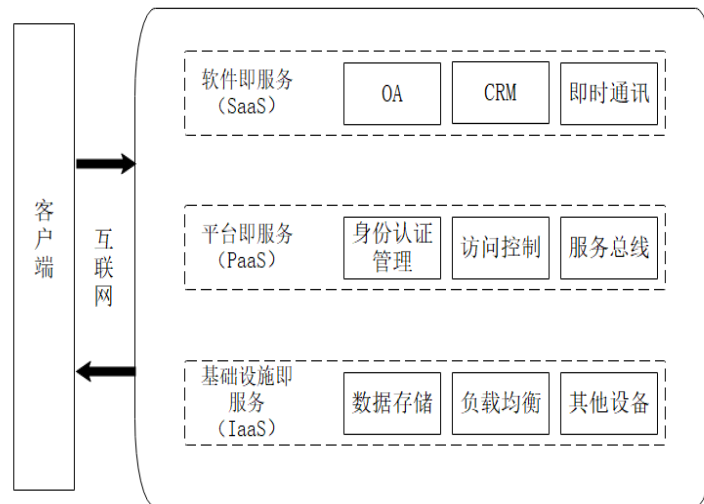 客户端
互联网
软件即服务
（SaaS）
OA
CRM
即时通讯
平台即服务
（PaaS）
身份认证
管理
访问控制
服务总线
基础设施即
服务
（IaaS）
数据存储
负载均衡
其他设备